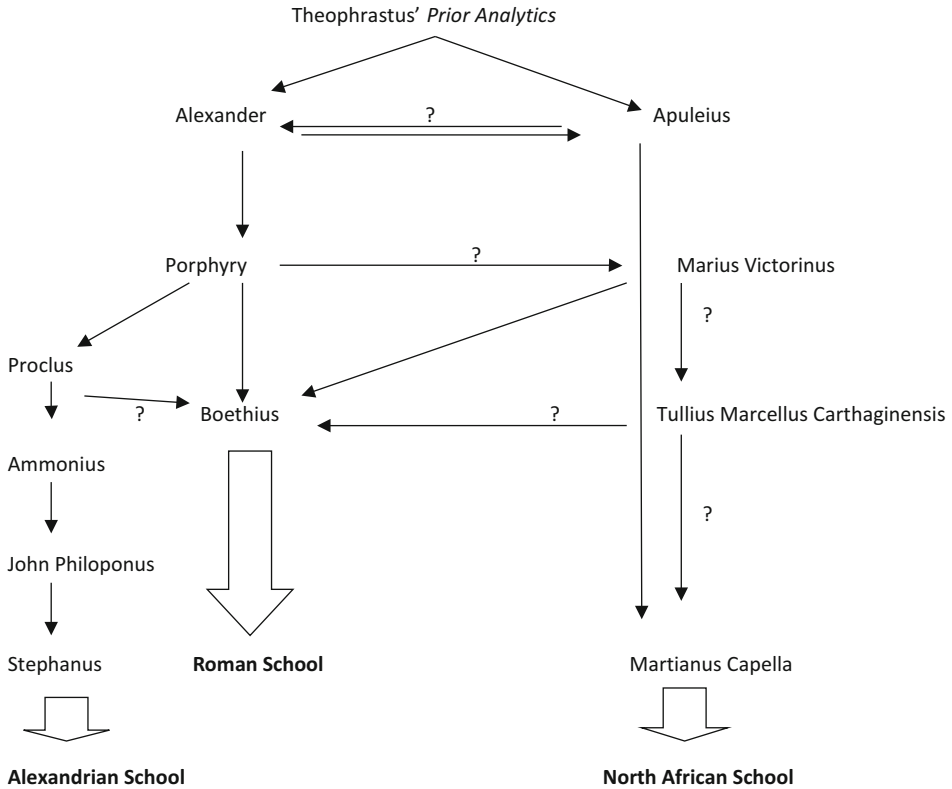 Theophrastus’ Prior Analytics
Alexander
?
Apuleius
Porphyry
?
Marius Victorinus
?
Proclus
?
Boethius
?
Tullius Marcellus Carthaginensis
Ammonius
?
John Philoponus
Stephanus
Roman School
Martianus Capella
Alexandrian School
North African School